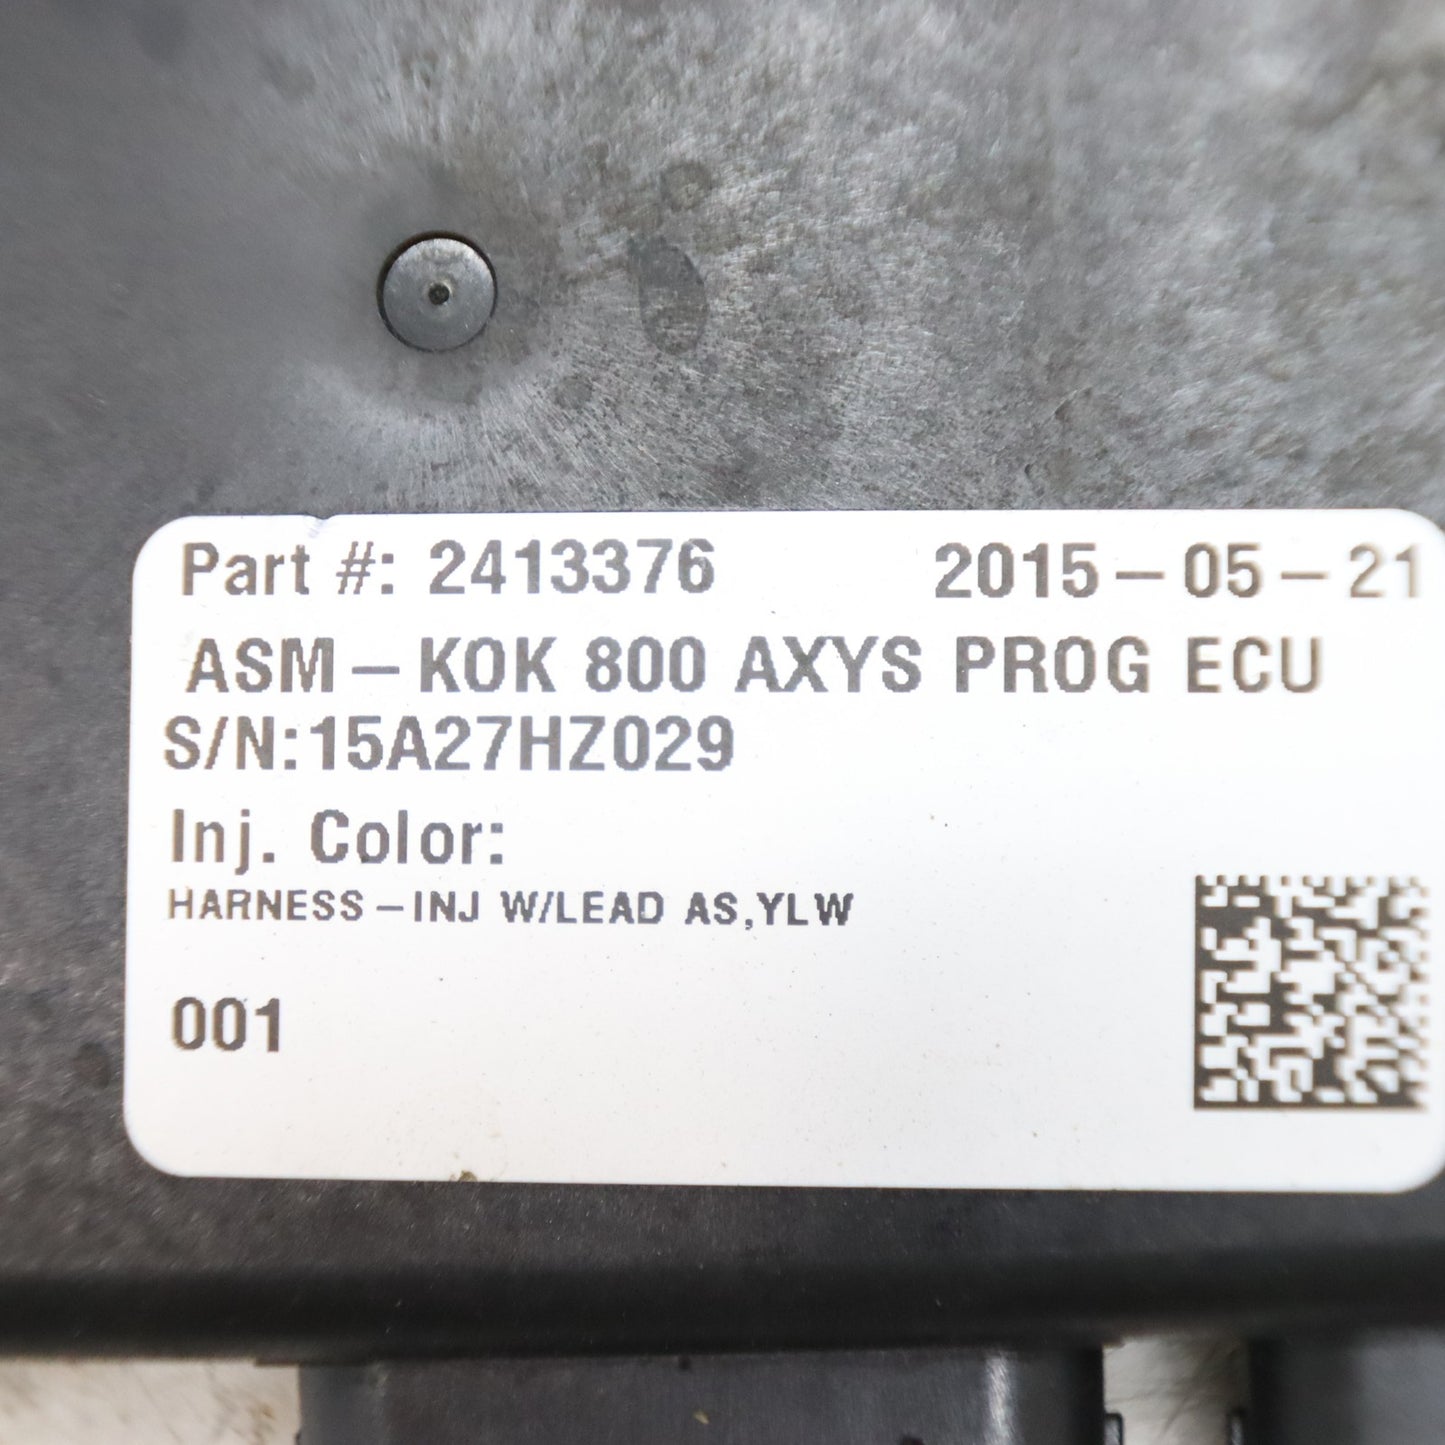 Part #: 2413376 2015-05-21
ASM-KOK 800 AXYS PROG ECU
S/N:15A27HZ029
Inj. Color:
HARNESS-INJ W/LEAD AS,YLW
001